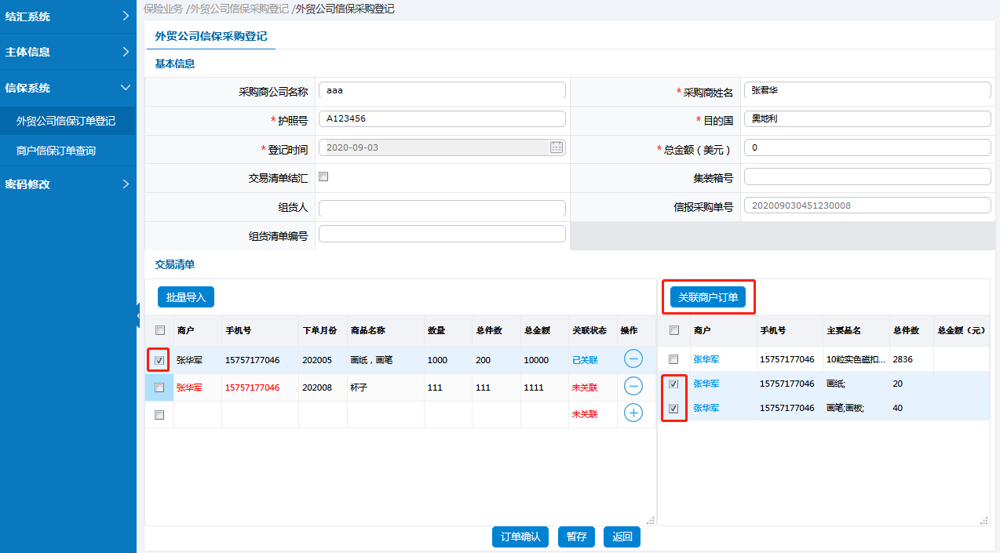 结汇系统
主体信息
信保系统
外贸公司信保订单登记
商户信保订单查询
密码修改
保险业务 /外贸公司信保采购登记 /外贸公司信保采购登记
外贸公司信保采购登记
基本信息
采购商公司名称 aaa *采购商姓名 张君华
*护照号 A123456 *目的国 奥地利
*登记时间 2020-09-03 *总金额（美元） 0
交易清单结汇 集装箱号
组货人 信报采购单号 202009030451230008
组货清单编号
交易清单
批量导入
商户 手机号 下单月份 商品名称 数量 总件数 总金额 关联状态 操作
张华军 15757177046 202005 画纸，画笔 1000 200 10000 已关联
张华军 15757177046 202008 杯子 111 111 1111 未关联
未关联
关联商户订单
商户 手机号 主要品名 总件数 总金额（元）
张华军 15757177046 10粒实色磁扣... 2836
张华军 15757177046 画纸; 20
张华军 15757177046 画笔;画板; 40
订单确认 暂存 返回